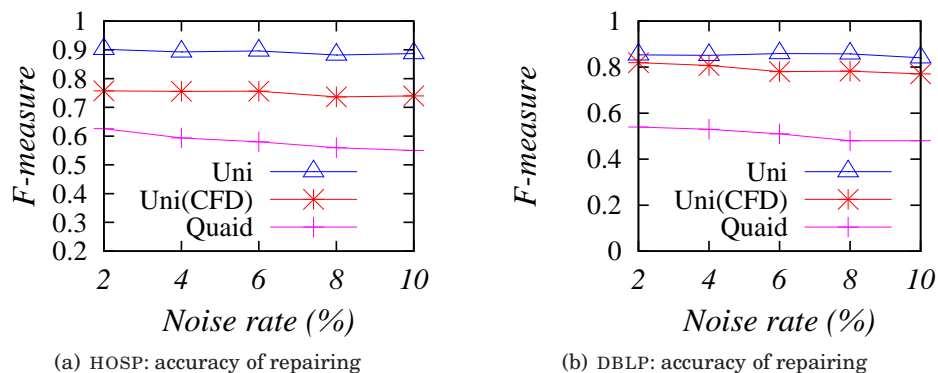 1
0.9
0.8
0.7
0.6
0.5
0.4
0.3
0.2
F-measure
Uni
Uni(CFD)
Quaid
2 4 6 8 10
Noise rate (%)
(a) HOSP: accuracy of repairing
1
0.8
0.6
0.4
0.2
0
F-measure
Uni
Uni(CFD)
Quaid
2 4 6 8 10
Noise rate (%)
(b) DBLP: accuracy of repairing